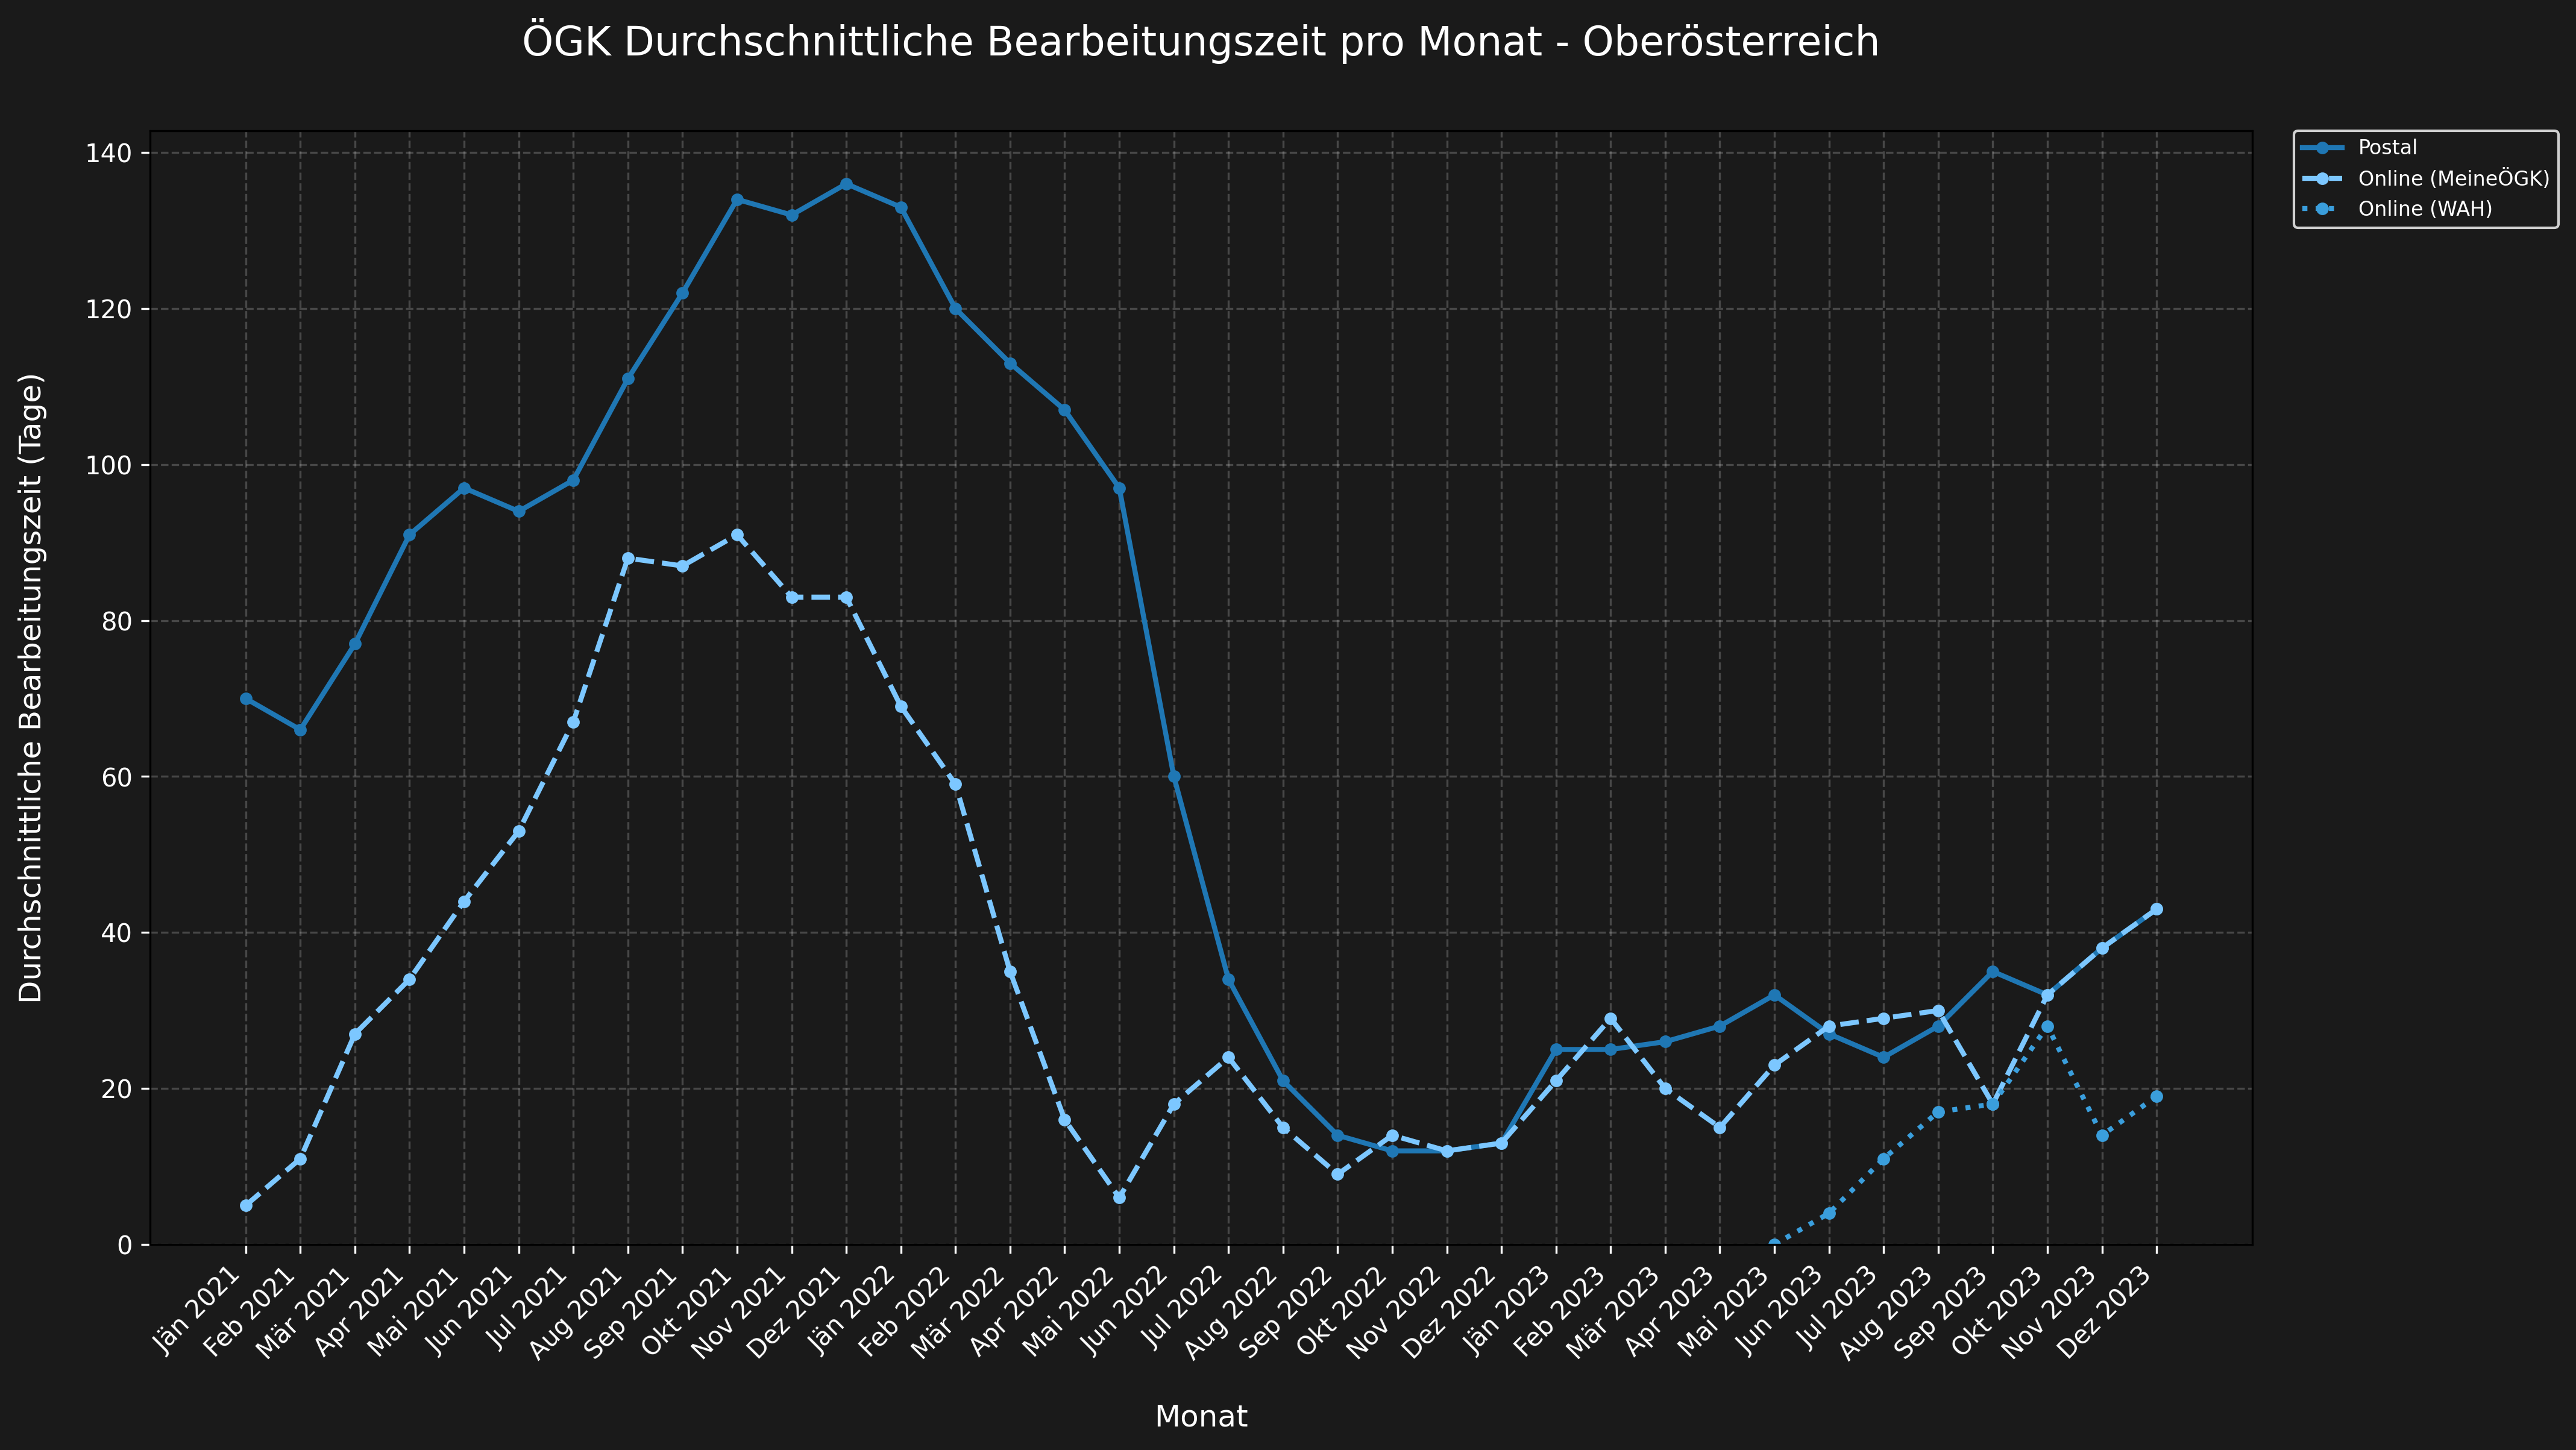 ÖGK Durchschnittliche Bearbeitungszeit pro Monat - Oberösterreich
Postal
Online (MeineÖGK)
Online (WAH)
Durchschnittliche Bearbeitungszeit (Tage)
140
120
100
80
60
40
20
0
Jän 2021
Feb 2021
Mär 2021
Apr 2021
Mai 2021
Jun 2021
Jul 2021
Aug 2021
Sep 2021
Okt 2021
Nov 2021
Dez 2021
Jän 2022
Feb 2022
Mär 2022
Apr 2022
Mai 2022
Jun 2022
Jul 2022
Aug 2022
Sep 2022
Okt 2022
Nov 2022
Dez 2022
Jän 2023
Feb 2023
Mär 2023
Apr 2023
Mai 2023
Jun 2023
Jul 2023
Aug 2023
Sep 2023
Okt 2023
Nov 2023
Dez 2023
Monat